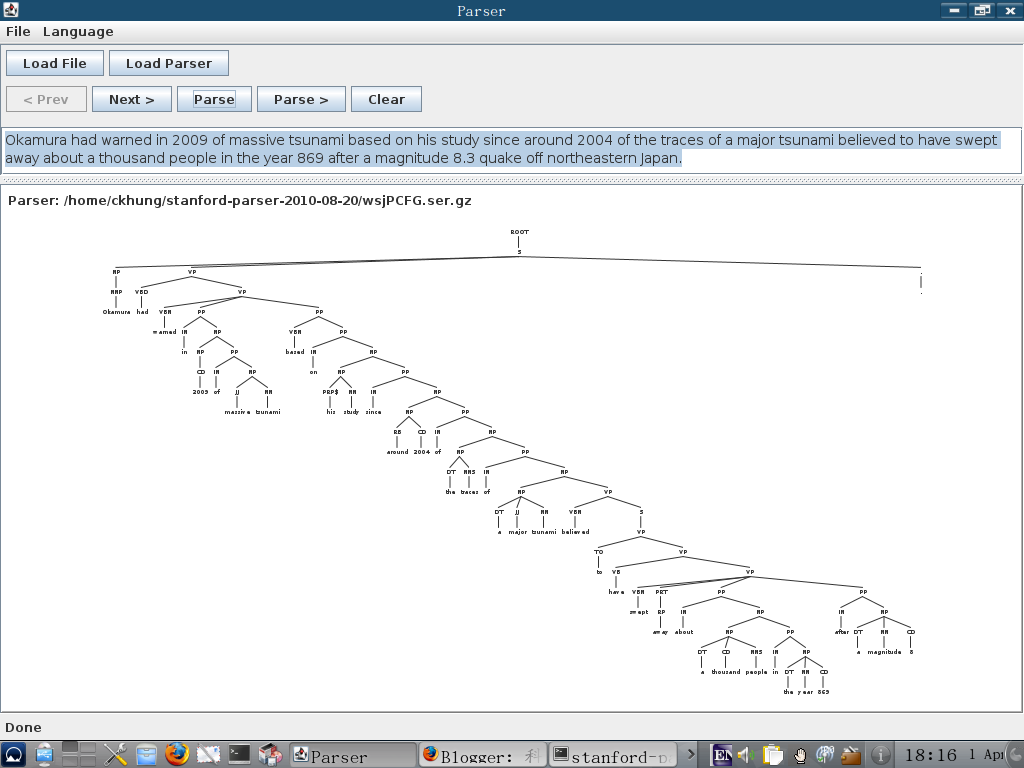 Parser
File Language
Load File Load Parser
< Prev Next > Parse Parse > Clear
Okamura had warned in 2009 of massive tsunami based on his study since around 2004 of the traces of a major tsunami believed to have swept
away about a thousand people in the year 869 after a magnitude 8.3 quake off northeastern Japan.
Parser: /home/ckhung/stanford-parser-2010-08-20/wsjPCFG.ser.gz
ROOT
S
NP VP .
NNP VBD VP .
Okamura had VBN PP PP
warned IN NP VBN PP
in NP PP based IN NP
CD IN NP on NP PP
2009 of JJ NN PRP$ NN IN NP
massive tsunami his study since NP PP
RB CD IN NP
around 2004 of NP PP
DT NNS IN NP
the traces of NP VP
DT JJ NN VBN S
a major tsunami believed VP
TO VP
to VB VP
have VBN PRT PP PP
swept RP IN NP IN NP
away about NP PP after DT NN CD
DT CD NNS IN NP a magnitude 8
a thousand people in DT NN CD
the year 869
Done
Parser Blogger: 科 stanford-p EN 18:16 1 Apr